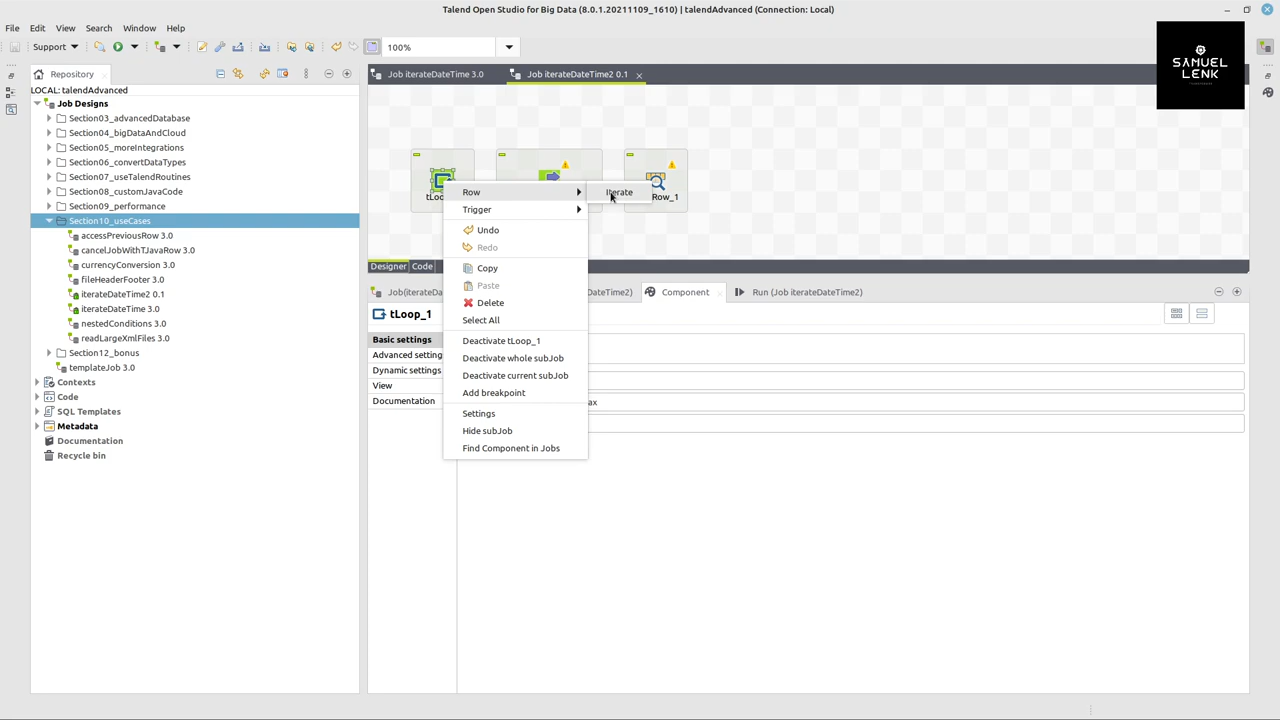 Talend Open Studio for Big Data (8.0.1.20211109_1610) | talendAdvanced (Connection: Local)
File Edit View Search Window Help
Support
100%
SAMUEL
LENK
Repository
Job iterateDateTime 3.0
Job iterateDateTime2 0.1
LOCAL: talendAdvanced
Job Designs
Section03_advancedDatabase
Section04_bigDataAndCloud
Section05_moreIntegrations
Section06_convertDataTypes
Section07_useTalendRoutines
Section08_customJavaCode
Section09_performance
Section10_useCases
accessPreviousRow 3.0
cancelJobWithTJavaRow 3.0
currencyConversion 3.0
fileHeaderFooter 3.0
iterateDateTime2 0.1
iterateDateTime 3.0
nestedConditions 3.0
readLargeXmlFiles 3.0
Section12_bonus
templateJob 3.0
Contexts
Code
SQL Templates
Metadata
Documentation
Recycle bin
tLoo
Row_1
Row
Iterate
Trigger
Undo
Redo
Copy
Paste
Delete
Select All
Deactivate tLoop_1
Deactivate whole subJob
Deactivate current subJob
Add breakpoint
Settings
Hide subJob
Find Component in Jobs
Designer Code
Job(iterateDa
DateTime2)
Component
Run (Job iterateDateTime2)
tLoop_1
Basic settings
Advanced setting
Dynamic settings
View
Documentation
ax